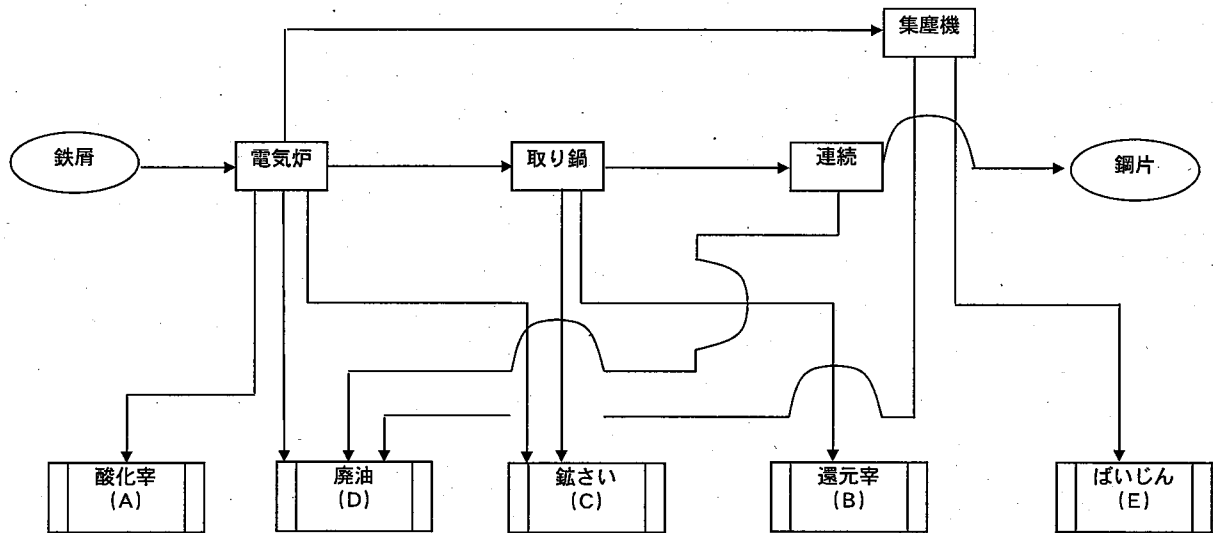 集塵機
鉄屑
電気炉
取り鍋
連続
鋼片
酸化宰
(A)
廃油
(D)
鉱さい
(C)
還元宰
(B)
ばいじん
(E)